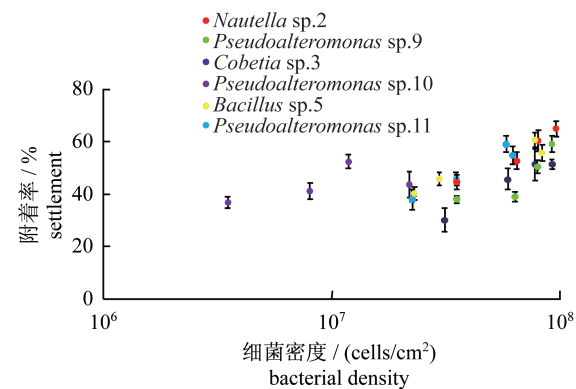 Nautella sp.2
Pseudoalteromonas sp.9
Cobetia sp.3
Pseudoalteromonas sp.10
Bacillus sp.5
Pseudoalteromonas sp.11
80
60
40
20
0
附着率 / %
settlement
10⁶
10⁷
10⁸
细菌密度 / (cells/cm²)
bacterial density